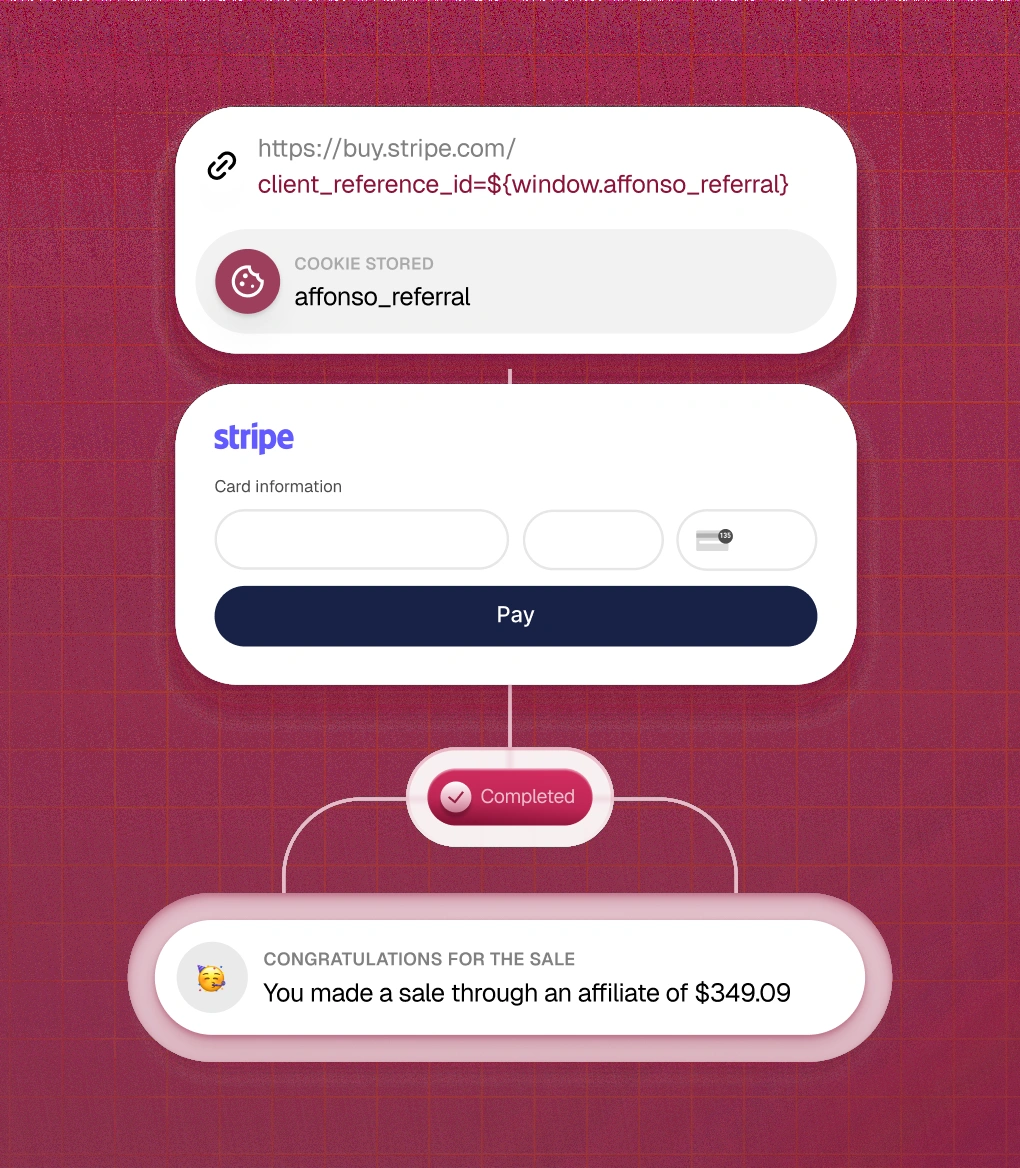 https://buy.stripe.com/
client_reference_id=${window.affonso_referral}
COOKIE STORED
affonso_referral
stripe
Card information
135
Pay
Completed
CONGRATULATIONS FOR THE SALE
You made a sale through an affiliate of $349.09